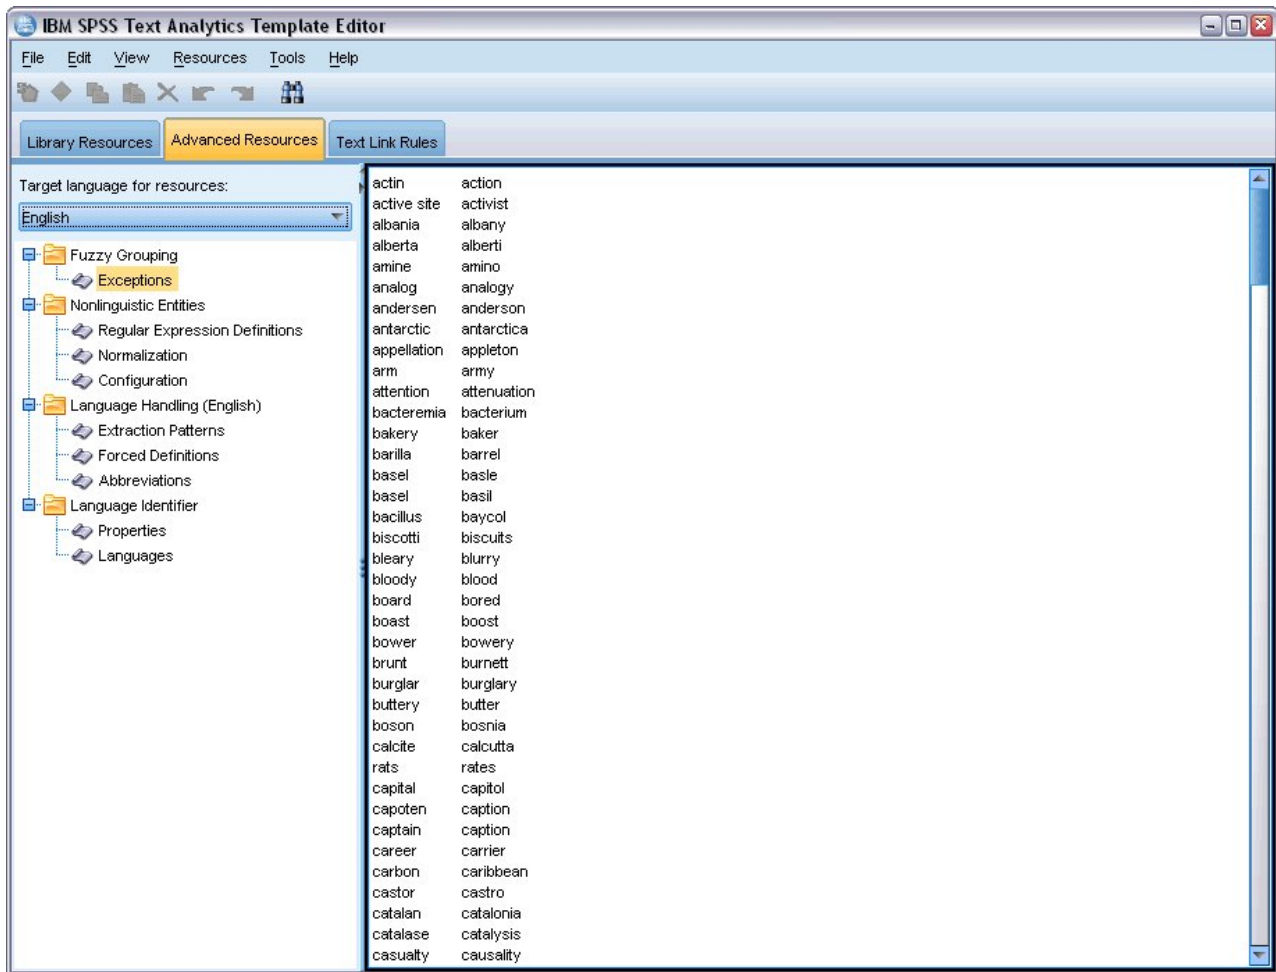 IBM SPSS Text Analytics Template Editor
File Edit View Resources Tools Help
Library Resources Advanced Resources Text Link Rules
Target language for resources:
English
Fuzzy Grouping
Exceptions
Nonlinguistic Entities
Regular Expression Definitions
Normalization
Configuration
Language Handling (English)
Extraction Patterns
Forced Definitions
Abbreviations
Language Identifier
Properties
Languages
actin action
active site activist
albania albany
alberta alberti
amine amino
analog analogy
andersen anderson
antarctic antarctica
appellation appleton
arm army
attention attenuation
bacteremia bacterium
bakery baker
barilla barrel
basel basle
basel basil
bacillus baycol
biscotti biscuits
bleary blurry
bloody blood
board bored
boast boost
bower bowery
brunt burnett
burglar burglary
buttery butter
boson bosnia
calcite calcutta
rats rates
capital capitol
capoten caption
captain caption
career carrier
carbon caribbean
castor castro
catalan catalonia
catalase catalysis
casualty causality